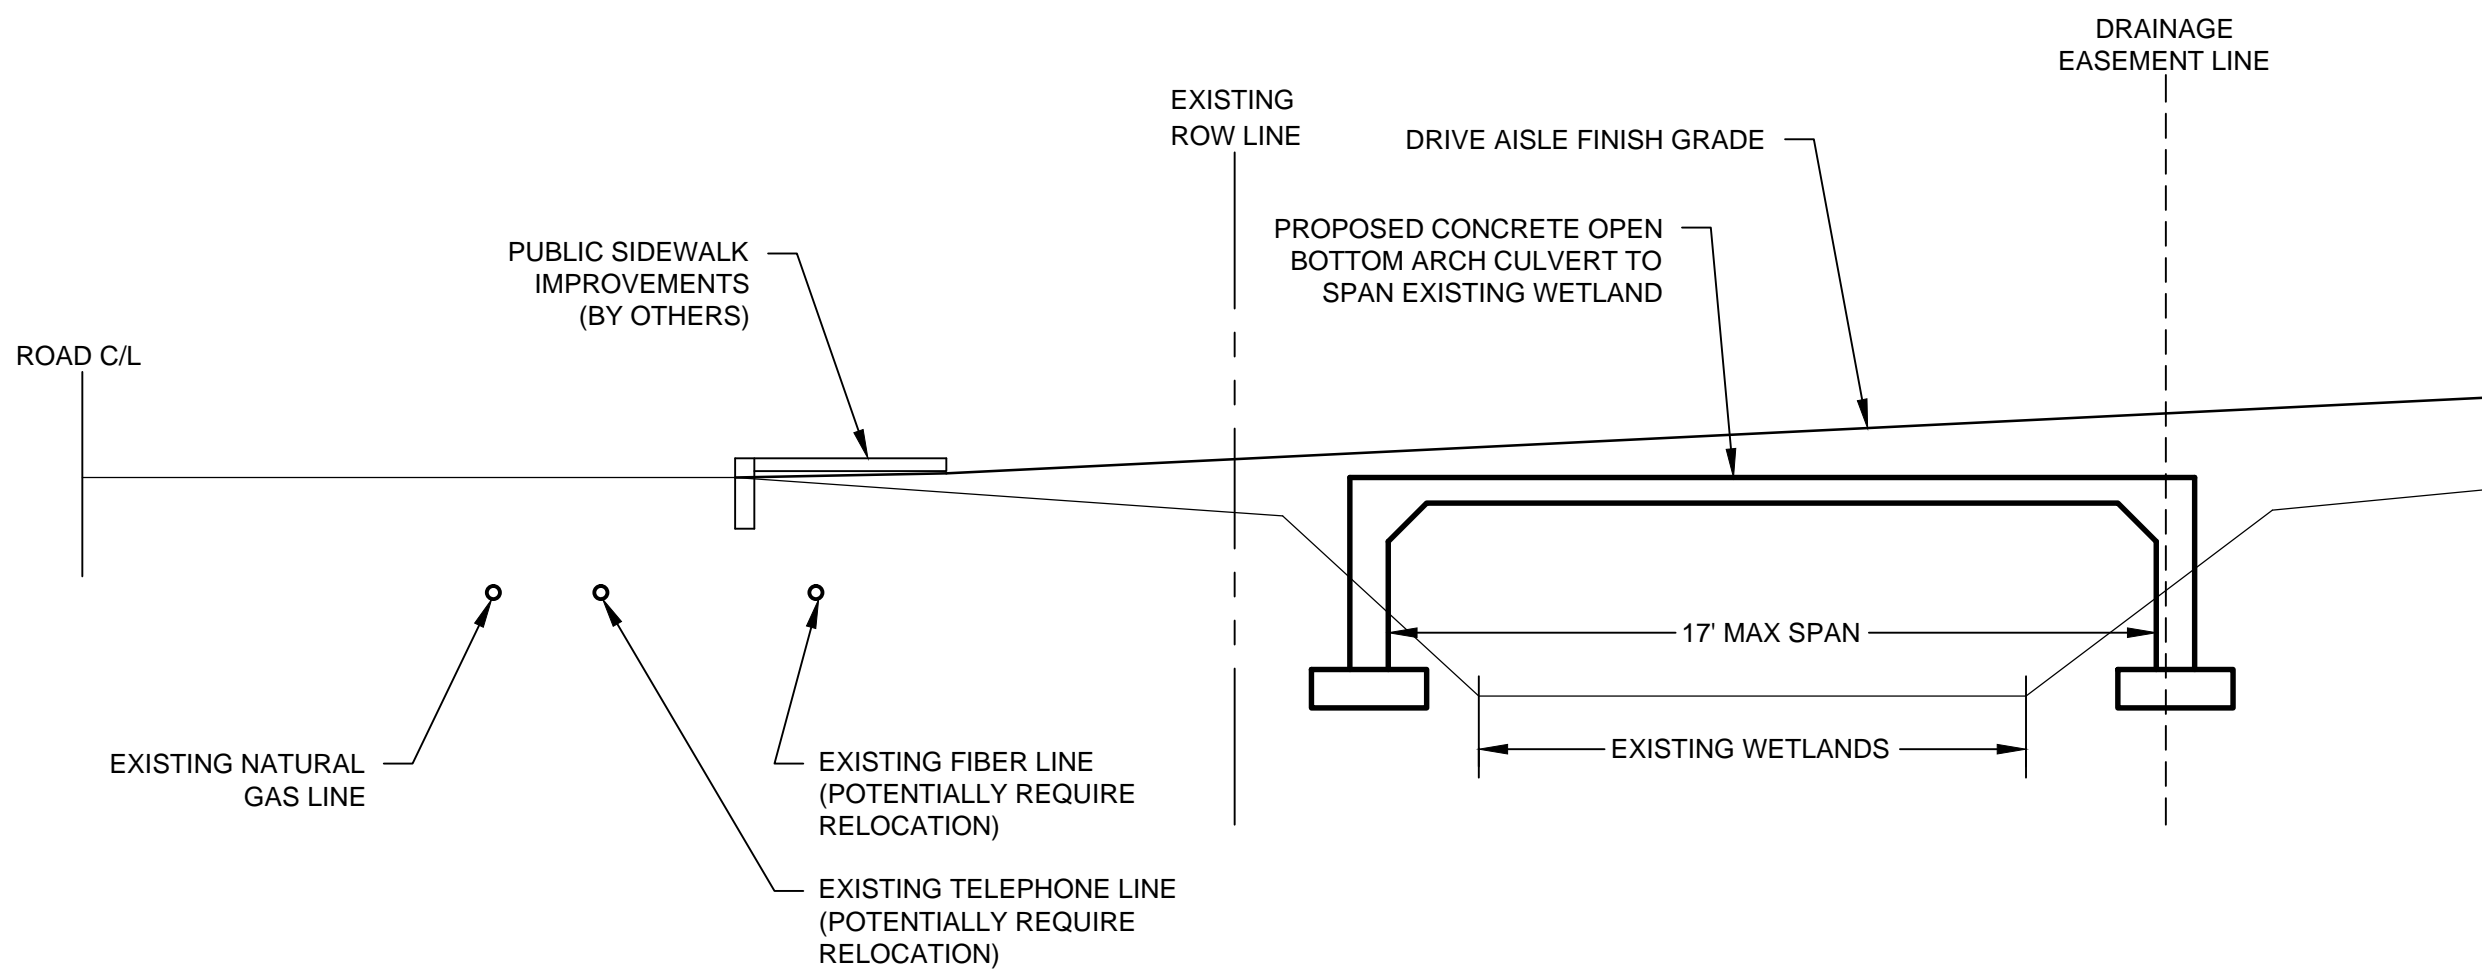 DRAINAGE
EASEMENT LINE
EXISTING
ROW LINE
DRIVE AISLE FINISH GRADE
PROPOSED CONCRETE OPEN
BOTTOM ARCH CULVERT TO
SPAN EXISTING WETLAND
PUBLIC SIDEWALK
IMPROVEMENTS
(BY OTHERS)
ROAD C/L
17' MAX SPAN
EXISTING WETLANDS
EXISTING NATURAL
GAS LINE
EXISTING FIBER LINE
(POTENTIALLY REQUIRE
RELOCATION)
EXISTING TELEPHONE LINE
(POTENTIALLY REQUIRE
RELOCATION)